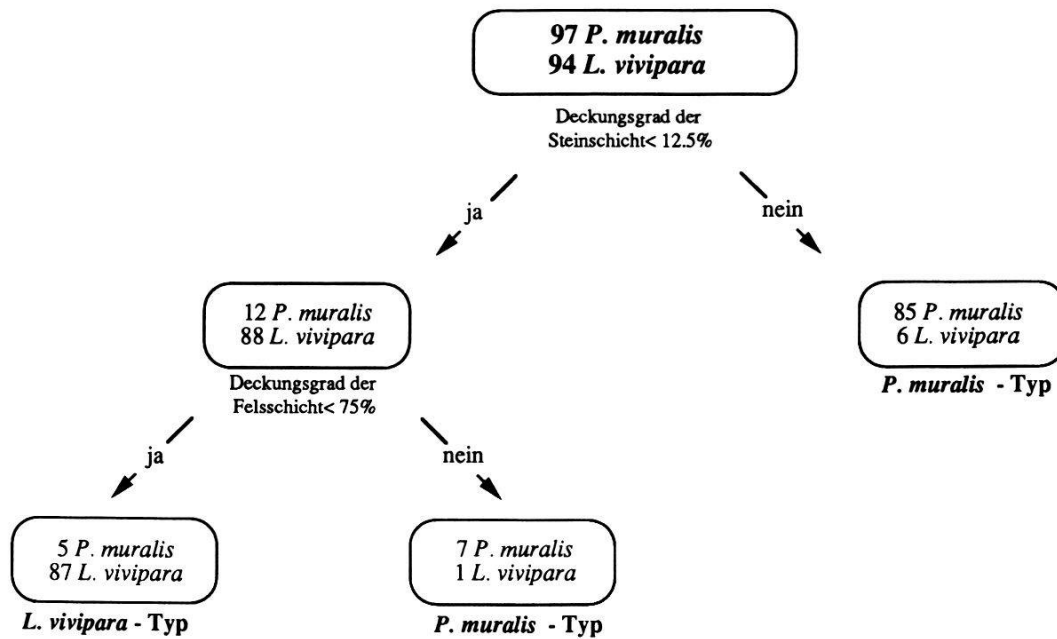 97 P. muralis
94 L. vivipara
Deckungsgrad der
Steinschicht< 12.5%
ja
nein
12 P. muralis
88 L. vivipara
Deckungsgrad der
Felsschicht< 75%
85 P. muralis
6 L. vivipara
P. muralis - Typ
ja
nein
5 P. muralis
87 L. vivipara
L. vivipara - Typ
7 P. muralis
1 L. vivipara
P. muralis - Typ